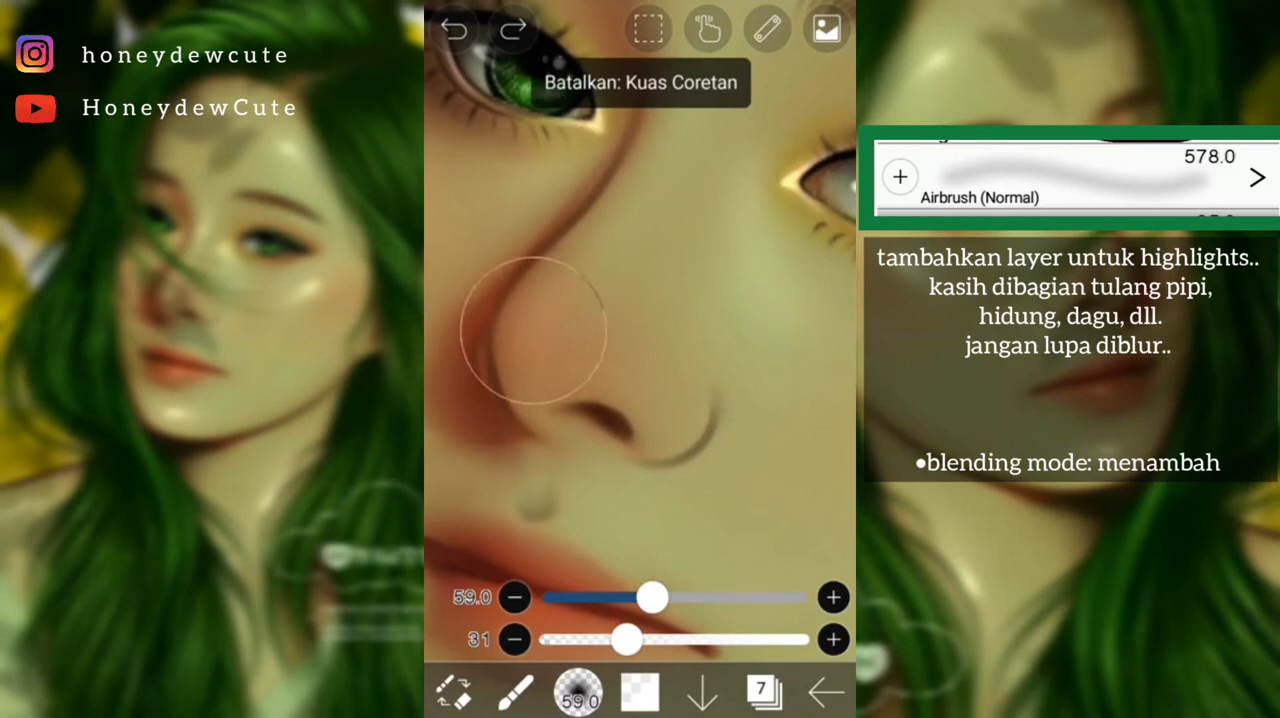 honeydewcute
HoneydewCute
Batalkan: Kuas Coretan
578.0
Airbrush (Normal)
tambahkan layer untuk highlights..
kasih dibagian tulang pipi,
hidung, dagu, dll.
jangan lupa diblur..
•blending mode: menambah
59.0
31
59.0
7